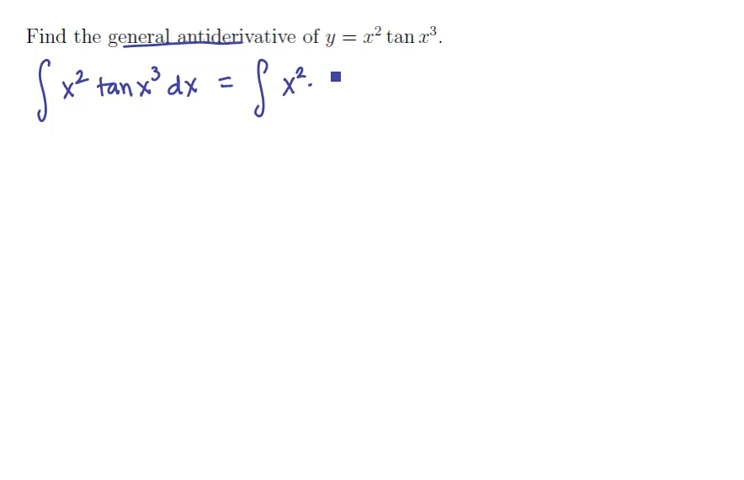 Find the general antiderivative of y = x² tan x³.
∫ x² tan x³ dx = ∫ x² ·